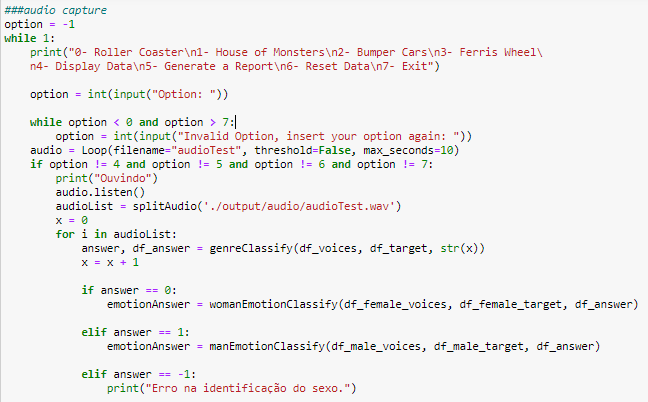 ###audio capture
option = -1
while 1:
    print("0- Roller Coaster\n1- House of Monsters\n2- Bumper Cars\n3- Ferris Wheel\
    n4- Display Data\n5- Generate a Report\n6- Reset Data\n7- Exit")
    option = int(input("Option: "))
    while option < 0 and option > 7:
        option = int(input("Invalid Option, insert your option again: "))
    audio = Loop(filename="audioTest", threshold=False, max_seconds=10)
    if option != 4 and option != 5 and option != 6 and option != 7:
        print("Ouvindo")
        audio.listen()
        audioList = splitAudio('./output/audio/audioTest.wav')
        x = 0
        for i in audioList:
            answer, df_answer = genreClassify(df_voices, df_target, str(x))
            x = x + 1
            if answer == 0:
                emotionAnswer = womanEmotionClassify(df_female_voices, df_female_target, df_answer)
            elif answer == 1:
                emotionAnswer = manEmotionClassify(df_male_voices, df_male_target, df_answer)
            elif answer == -1:
                print("Erro na identificação do sexo.")